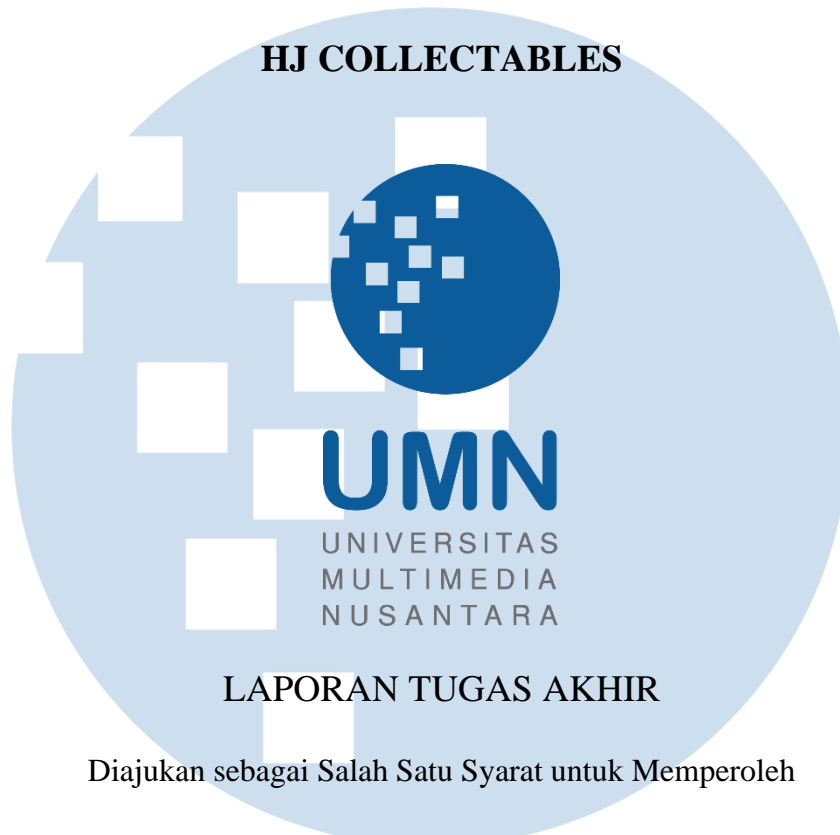 HJ COLLECTABLES
UMN
UNIVERSITAS
MULTIMEDIA
NUSANTARA
LAPORAN TUGAS AKHIR
Diajukan sebagai Salah Satu Syarat untuk Memperoleh